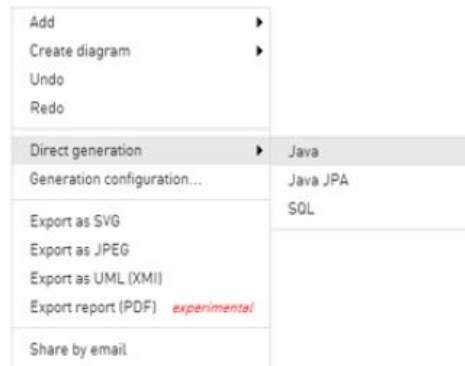 Add
Create diagram
Undo
Redo
Direct generation
Java
Generation configuration...
Java JPA
SQL
Export as SVG
Export as JPEG
Export as UML (XMI)
Export report (PDF) experimental
Share by email